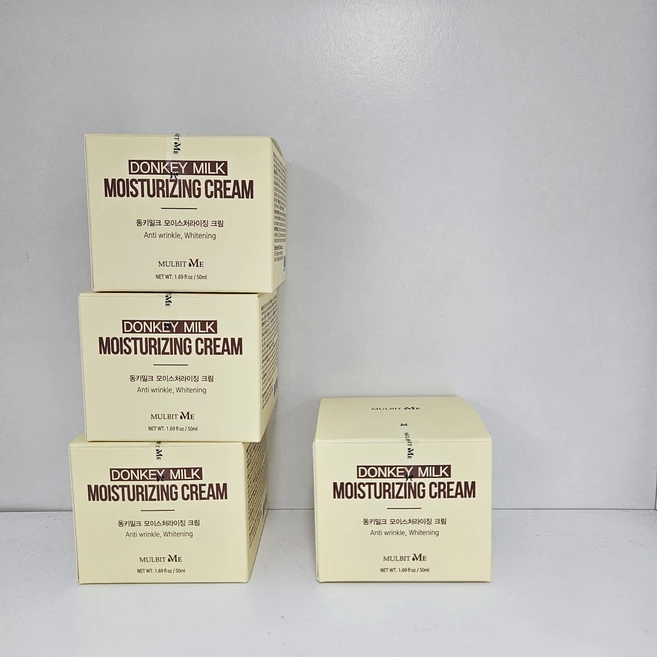 DONKEY MILK
MOISTURIZING CREAM
동키밀크 모이스처라이징 크림
Anti wrinkle, Whitening
MULBIT ME
NET WT. 1.69 fl oz / 50ml
DONKEY MILK
MOISTURIZING CREAM
동키밀크 모이스처라이징 크림
Anti wrinkle, Whitening
MULBIT ME
NET WT. 1.69 fl oz / 50ml
DONKEY MILK
MOISTURIZING CREAM
동키밀크 모이스처라이징 크림
Anti wrinkle, Whitening
MULBIT ME
NET WT. 1.69 fl oz / 50ml
MULBIT ME
MULBIT ME
DONKEY MILK
MOISTURIZING CREAM
동키밀크 모이스처라이징 크림
Anti wrinkle, Whitening
MULBIT ME
NET WT. 1.69 fl oz / 50ml